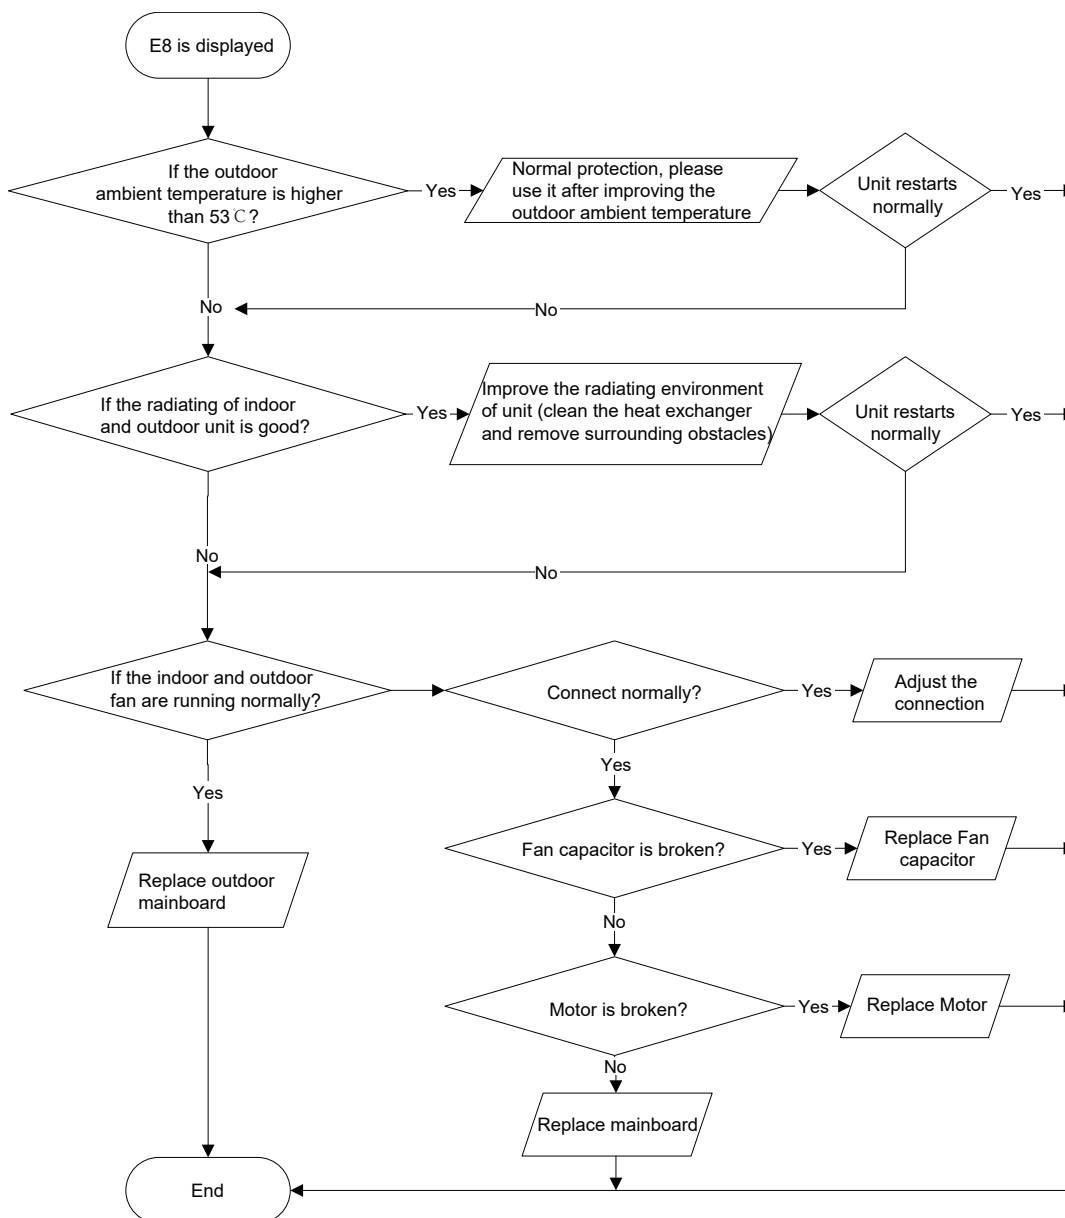 E8 is displayed
If the outdoor
ambient temperature is higher
than 53℃?
Yes
Normal protection, please
use it after improving the
outdoor ambient temperature
Unit restarts
normally
Yes
No
No
If the radiating of indoor
and outdoor unit is good?
Yes
Improve the radiating environment
of unit (clean the heat exchanger
and remove surrounding obstacles)
Unit restarts
normally
Yes
No
No
If the indoor and outdoor
fan are running normally?
Connect normally?
Yes
Adjust the
connection
Yes
Yes
Fan capacitor is broken?
Yes
Replace Fan
capacitor
Replace outdoor
mainboard
No
Motor is broken?
Yes
Replace Motor
No
Replace mainboard
End